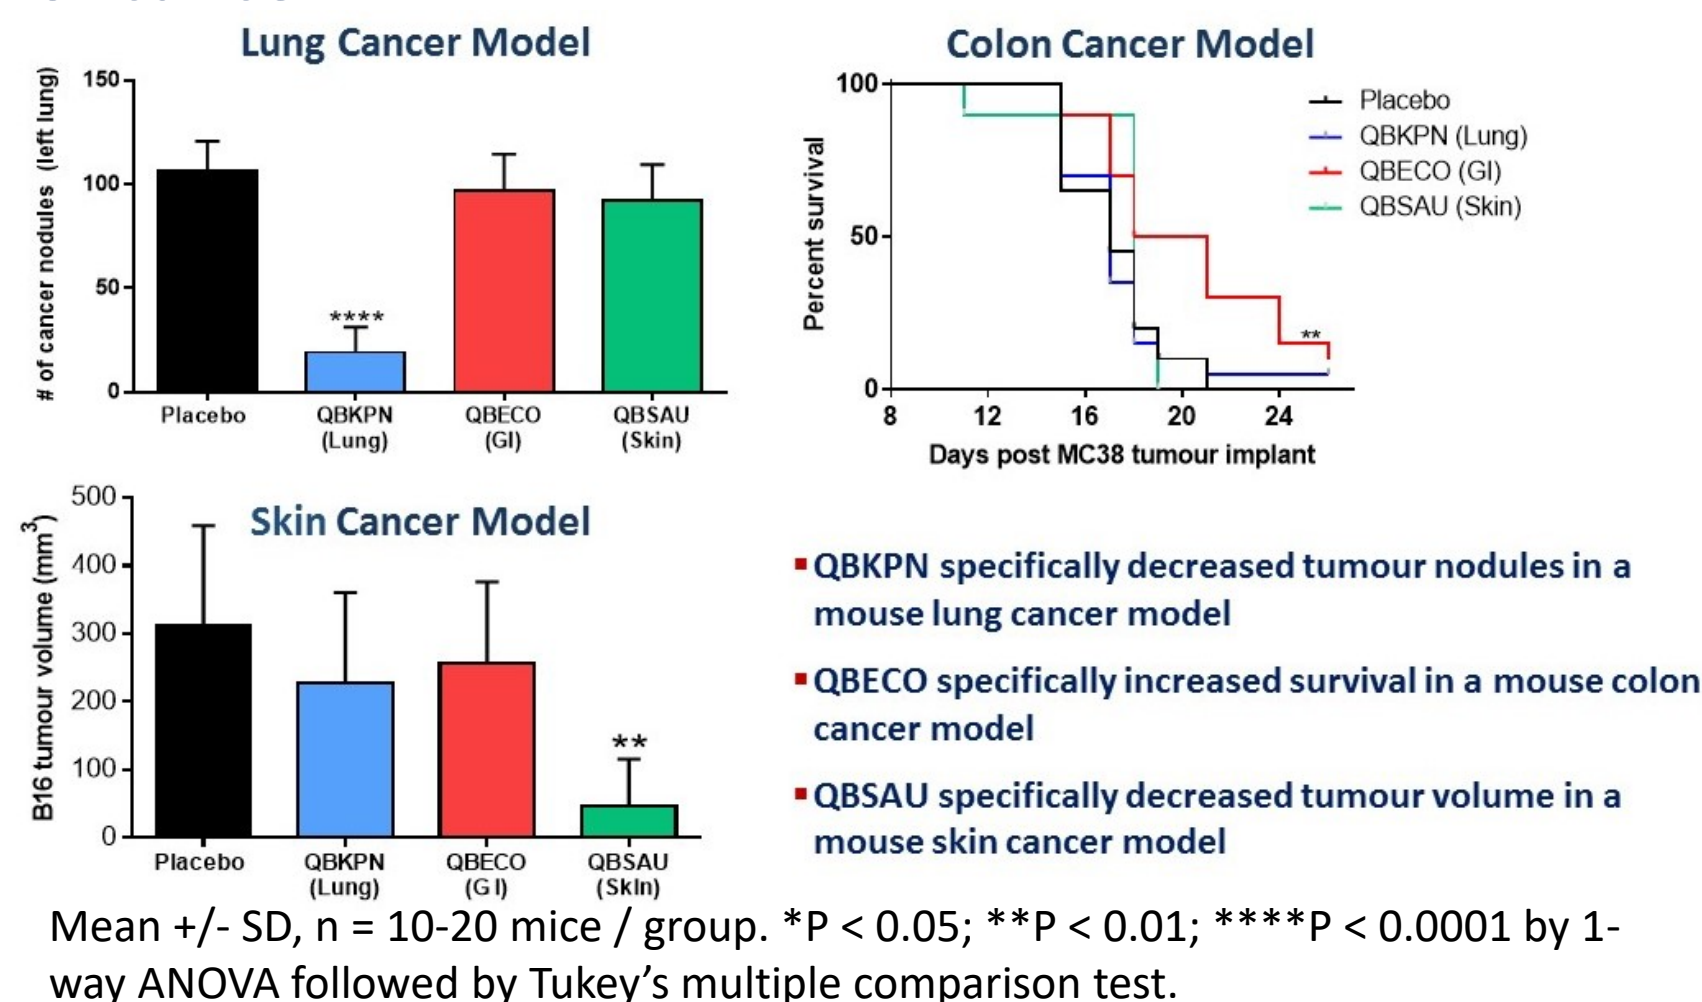 Lung Cancer Model
# of cancer nodules (left lung)
150
100
50
0
****
Placebo
QBKPN
(Lung)
QBECO
(GI)
QBSAU
(Skin)
Colon Cancer Model
Percent survival
100
50
0
8
12
16
20
24
Days post MC38 tumour implant
Placebo
QBKPN (Lung)
QBECO (GI)
QBSAU (Skin)
**
Skin Cancer Model
B16 tumour volume (mm3)
500
400
300
200
100
0
**
Placebo
QBKPN
(Lung)
QBECO
(GI)
QBSAU
(Skin)
▪QBKPN specifically decreased tumour nodules in a
mouse lung cancer model
▪QBECO specifically increased survival in a mouse colon
cancer model
▪QBSAU specifically decreased tumour volume in a
mouse skin cancer model
Mean +/- SD, n = 10-20 mice / group. *P < 0.05; **P < 0.01; ****P < 0.0001 by 1-
way ANOVA followed by Tukey’s multiple comparison test.